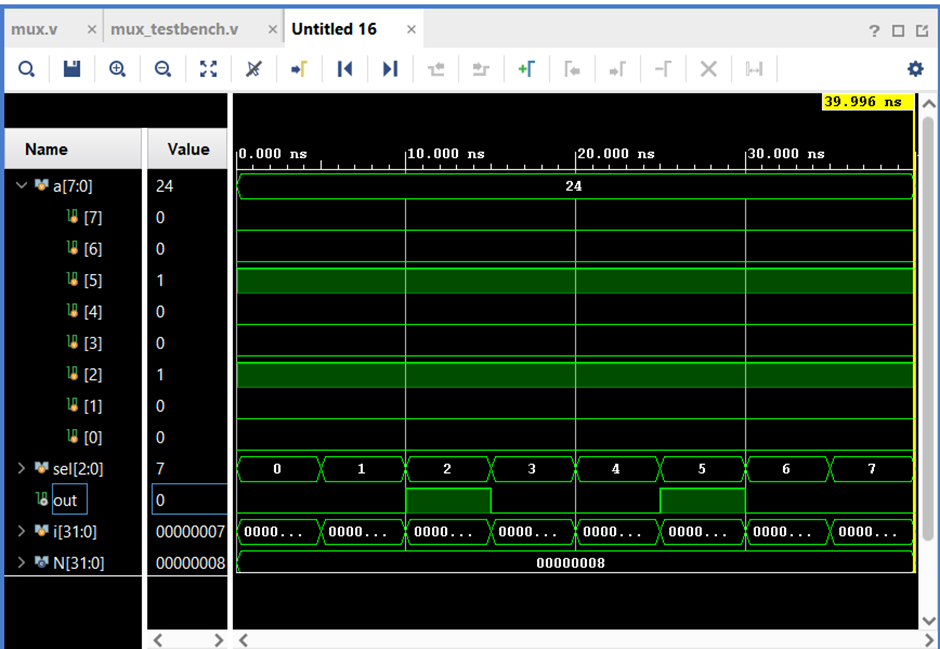 mux.v × mux_testbench.v × Untitled 16 ×
?
39.996 ns
Name Value 0.000 ns 10.000 ns 20.000 ns 30.000 ns
a[7:0] 24 24
[7] 0
[6] 0
[5] 1
[4] 0
[3] 0
[2] 1
[1] 0
[0] 0
sel[2:0] 7 0 1 2 3 4 5 6 7
out 0
i[31:0] 00000007 0000... 0000... 0000... 0000... 0000... 0000... 0000... 0000...
N[31:0] 00000008 00000008